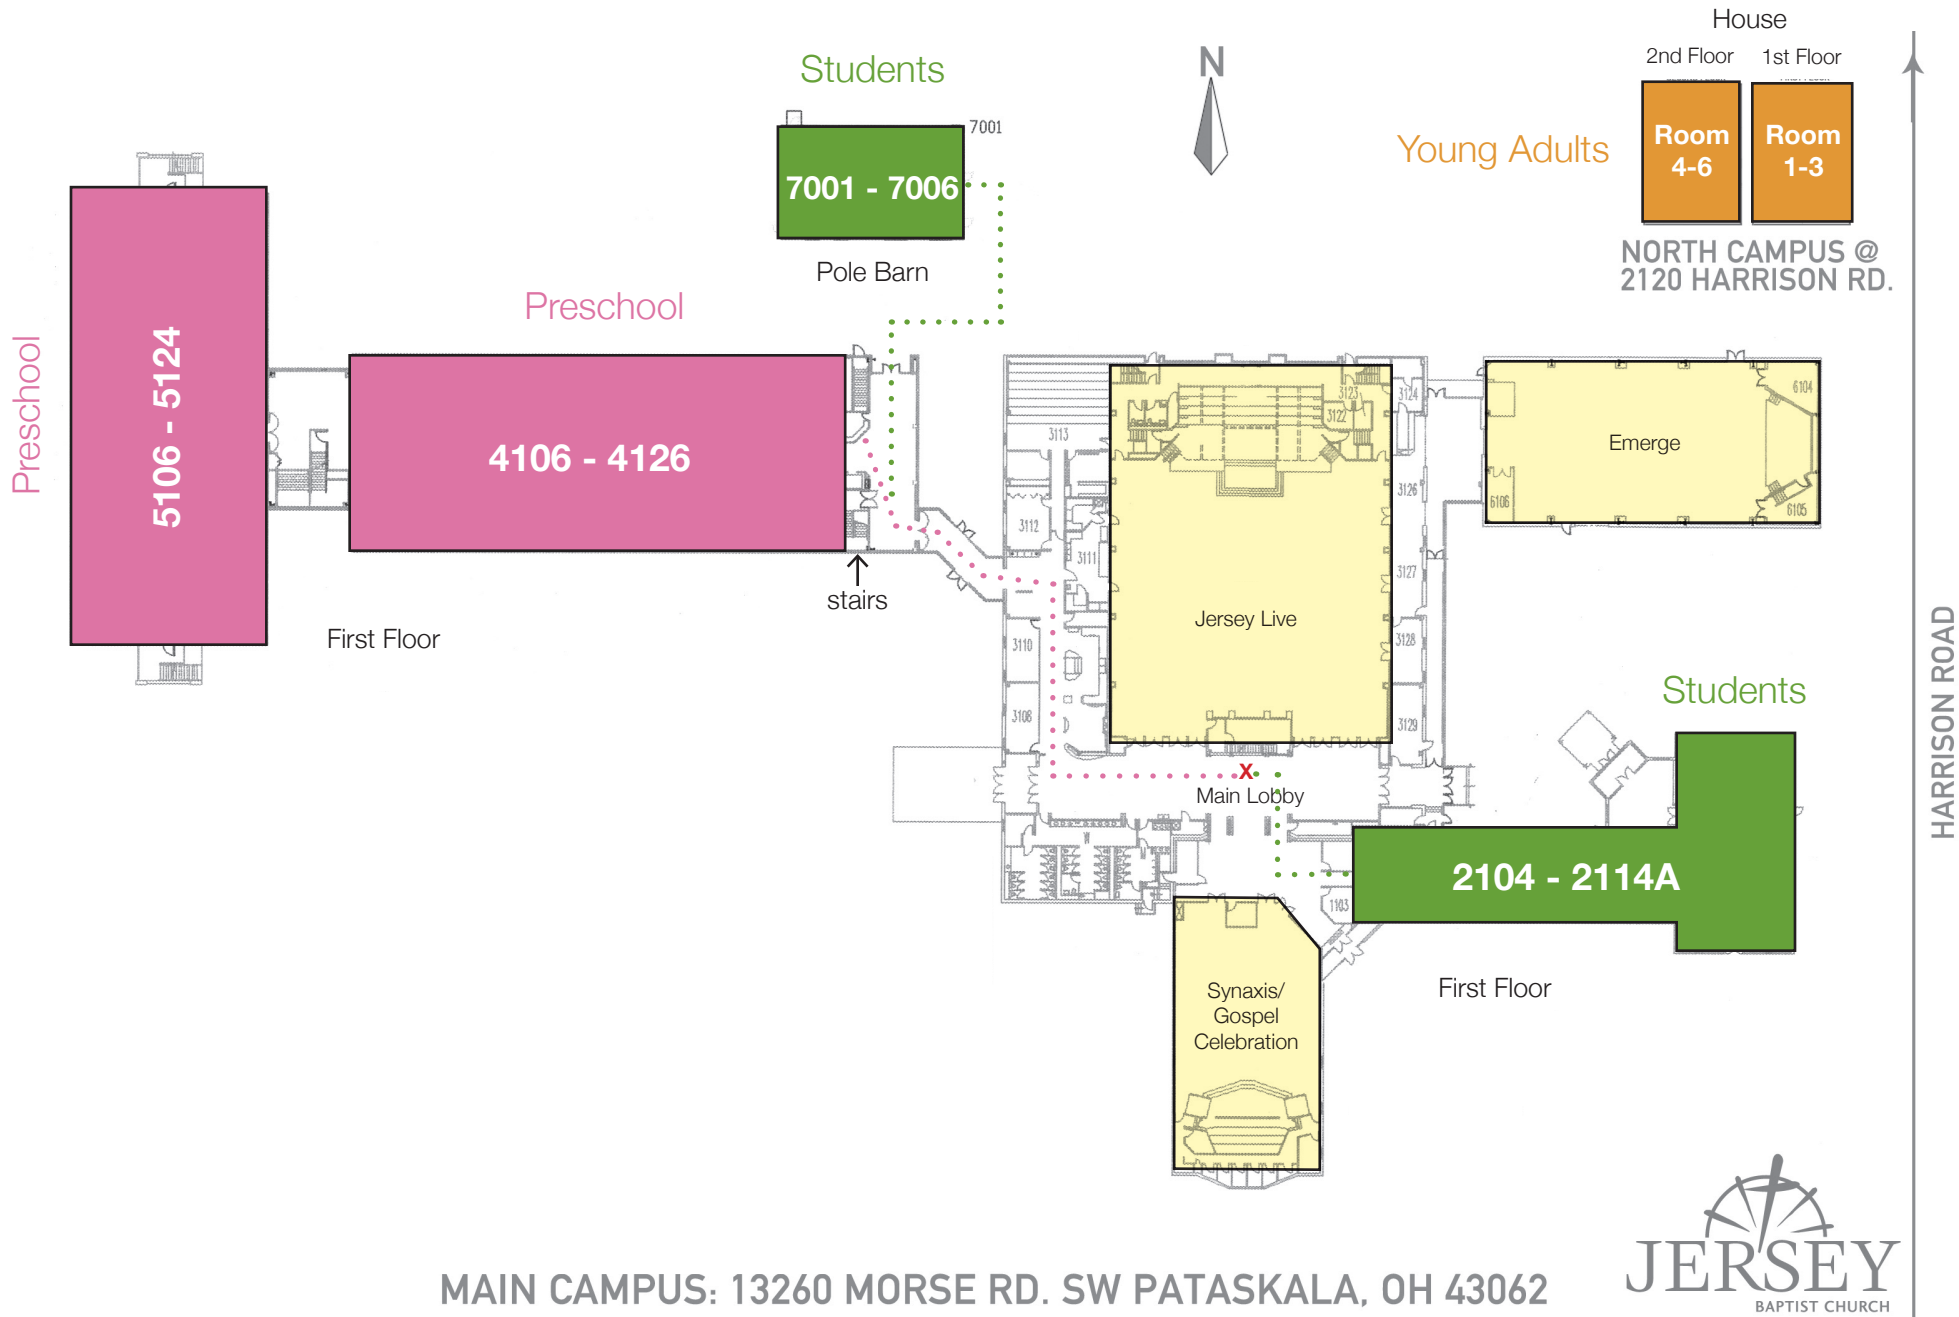 House
2nd Floor
1st Floor
N
Students
7001
7001 - 7006
Pole Barn
Young Adults
Room
4-6
Room
1-3
NORTH CAMPUS @
2120 HARRISON RD.
Preschool
Preschool
5106 - 5124
4106 - 4126
stairs
First Floor
3113
3112
3111
3110
3108
3123
3122
3124
3126
3127
3128
3129
Jersey Live
Emerge
6104
6105
6106
HARRISON ROAD
Students
X
Main Lobby
2104 - 2114A
1103
First Floor
Synaxis/
Gospel
Celebration
MAIN CAMPUS: 13260 MORSE RD. SW PATASKALA, OH 43062
JERSEY
BAPTIST CHURCH